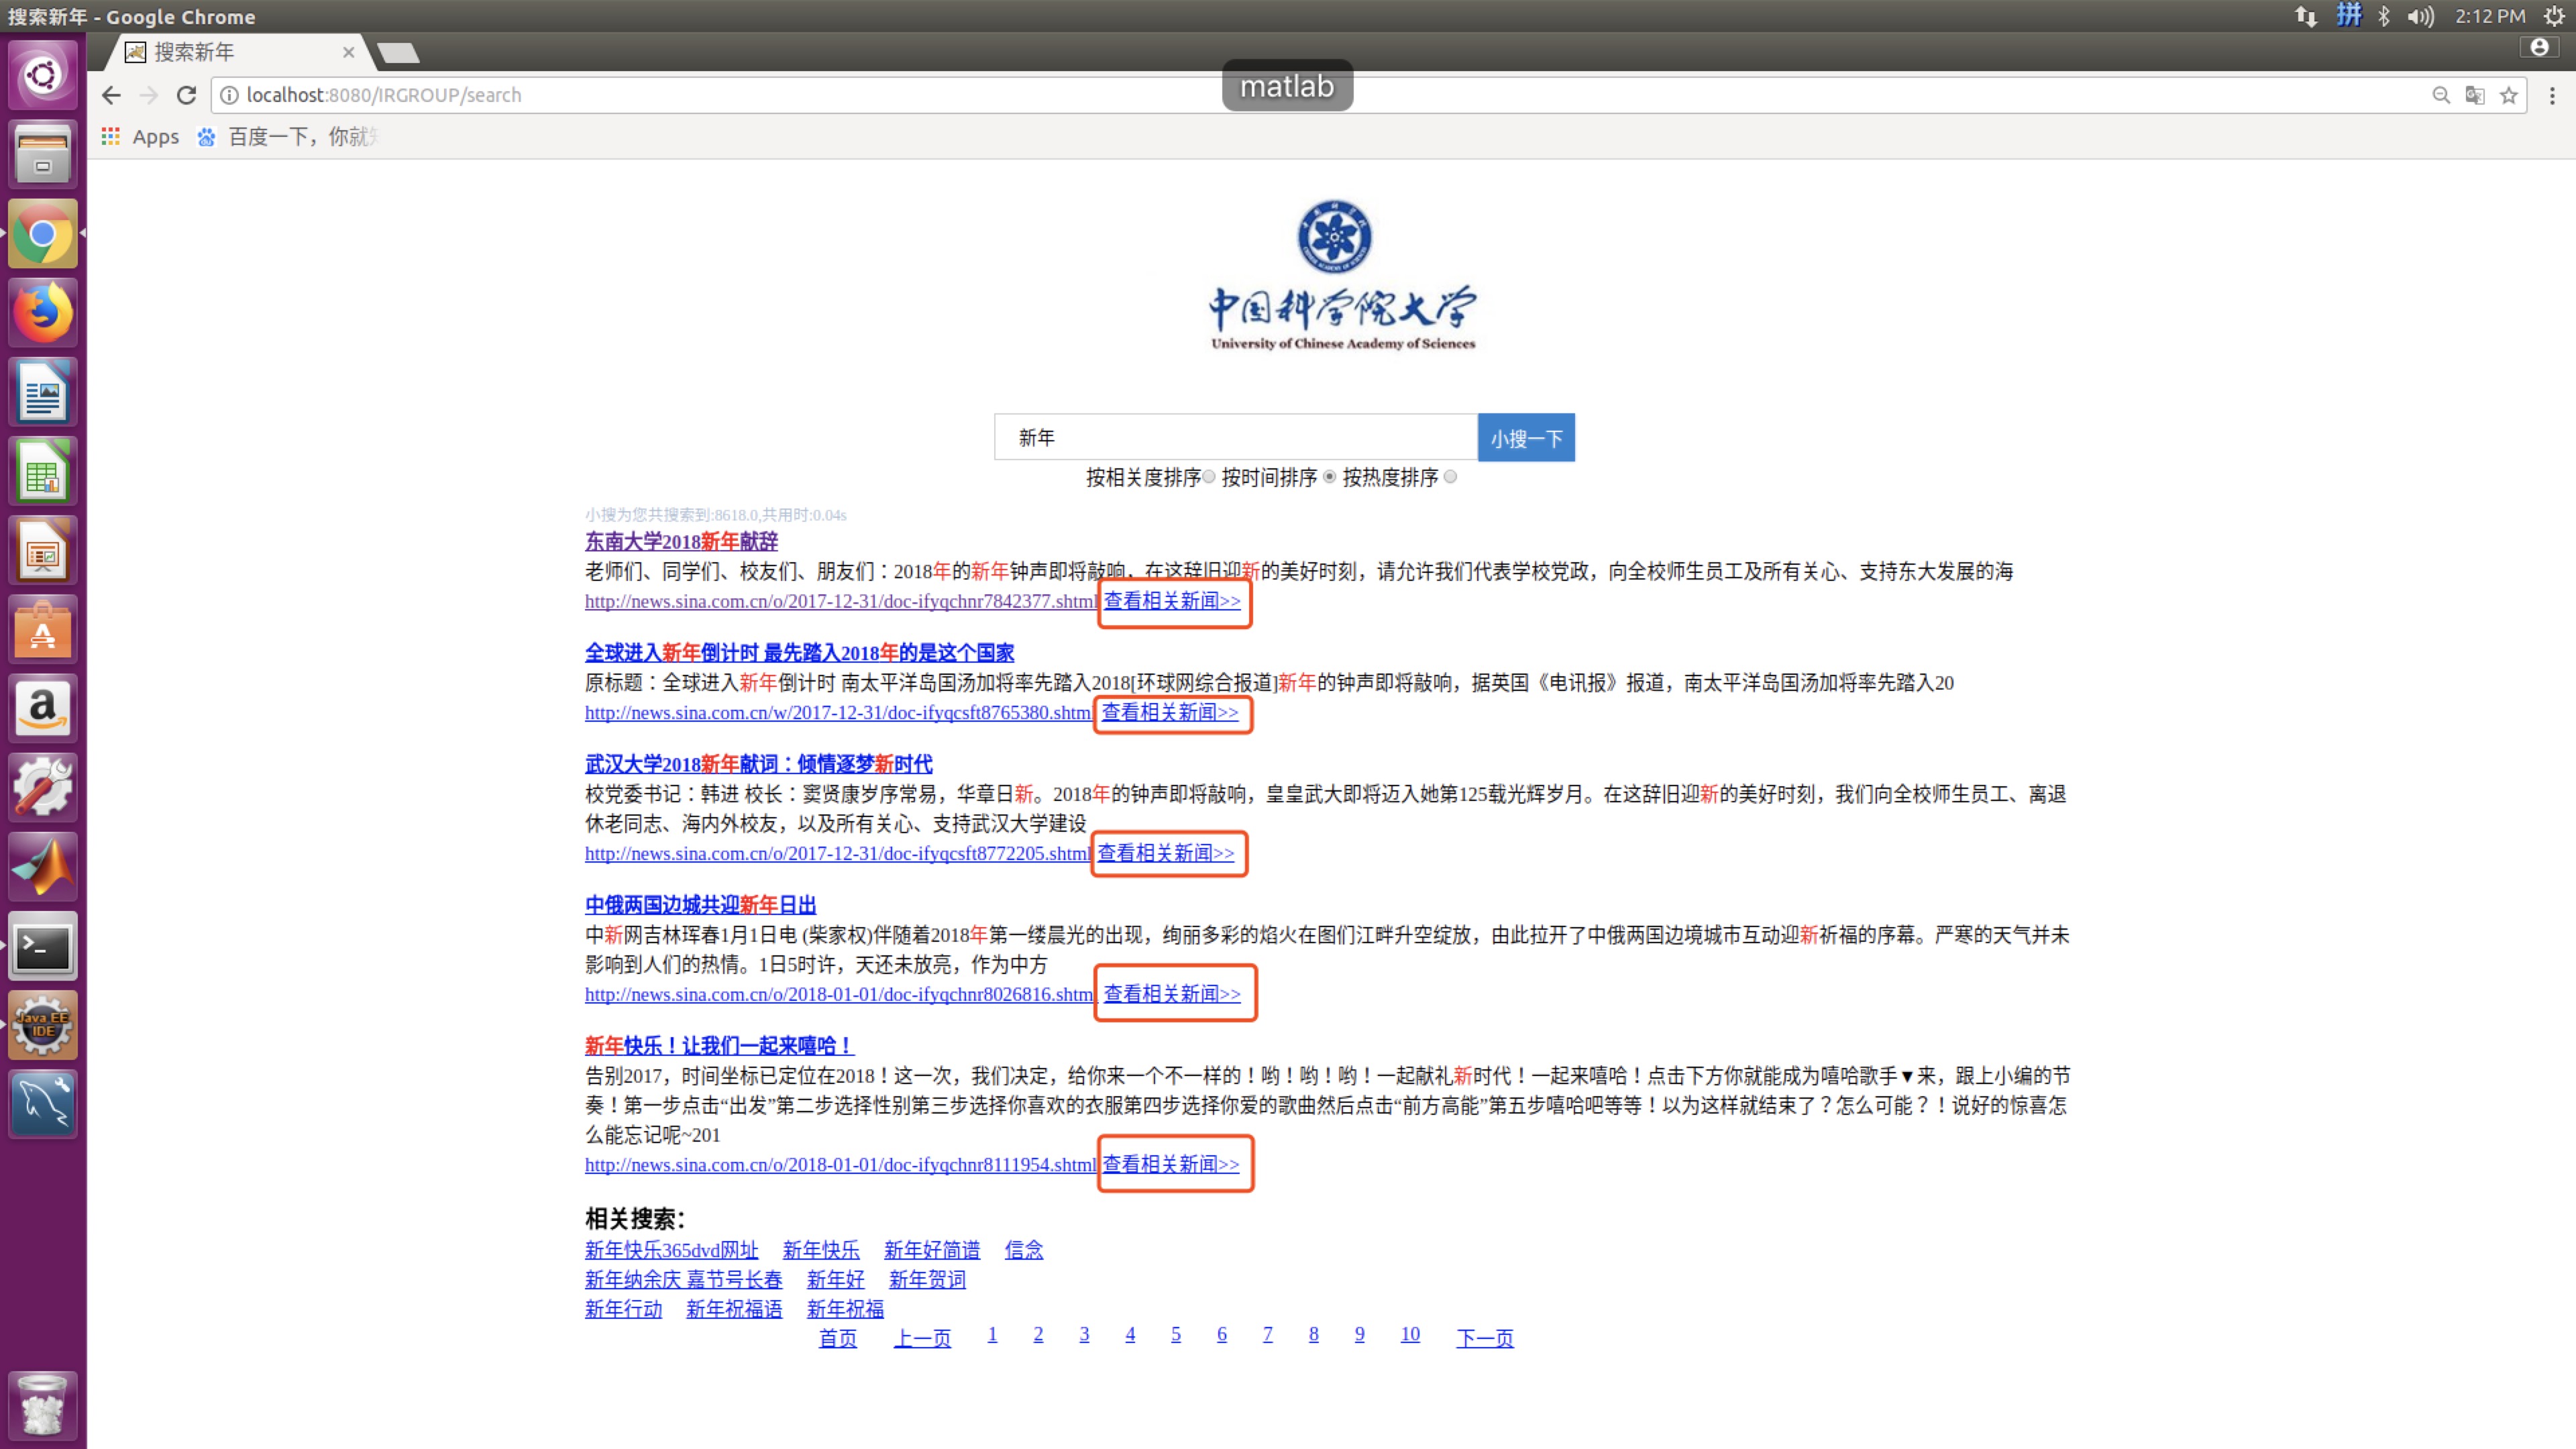 搜索新年 - Google Chrome
拼
2:12 PM
搜索新年
matlab
localhost:8080/IRGROUP/search
Apps
百度一下，你就
中国科学院大学
University of Chinese Academy of Sciences
新年
小搜一下
按相关度排序 按时间排序 按热度排序
小搜为您共搜索到:8618.0,共用时:0.04s
东南大学2018新年献辞
老师们、同学们、校友们、朋友们：2018年的新年钟声即将敲响，在这辞旧迎新的美好时刻，请允许我们代表学校党政，向全校师生员工及所有关心、支持东大发展的海
http://news.sina.com.cn/o/2017-12-31/doc-ifyqchnr7842377.shtml 查看相关新闻>>
全球进入新年倒计时 最先踏入2018年的是这个国家
原标题：全球进入新年倒计时 南太平洋岛国汤加将率先踏入2018[环球网综合报道]新年的钟声即将敲响，据英国《电讯报》报道，南太平洋岛国汤加将率先踏入20
http://news.sina.com.cn/w/2017-12-31/doc-ifyqcsft8765380.shtml 查看相关新闻>>
武汉大学2018新年献词：倾情逐梦新时代
校党委书记：韩进 校长：窦贤康岁序常易，华章日新。2018年的钟声即将敲响，皇皇武大即将迈入她第125载光辉岁月。在这辞旧迎新的美好时刻，我们向全校师生员工、离退
休老同志、海内外校友，以及所有关心、支持武汉大学建设
http://news.sina.com.cn/o/2017-12-31/doc-ifyqcsft8772205.shtml 查看相关新闻>>
中俄两国边城共迎新年日出
中新网吉林珲春1月1日电 (柴家权)伴随着2018年第一缕晨光的出现，绚丽多彩的焰火在图们江畔升空绽放，由此拉开了中俄两国边境城市互动迎新祈福的序幕。严寒的天气并未
影响到人们的热情。1日5时许，天还未放亮，作为中方
http://news.sina.com.cn/o/2018-01-01/doc-ifyqchnr8026816.shtml 查看相关新闻>>
新年快乐！让我们一起来嘻哈！
告别2017，时间坐标已定位在2018！这一次，我们决定，给你来一个不一样的！哟！哟！哟！一起献礼新时代！一起来嘻哈！点击下方你就能成为嘻哈歌手▼来，跟上小编的节
奏！第一步点击“出发”第二步选择性别第三步选择你喜欢的衣服第四步选择你爱的歌曲然后点击“前方高能”第五步嘻哈吧等等！以为这样就结束了？怎么可能？！说好的惊喜怎
么能忘记呢~201
http://news.sina.com.cn/o/2018-01-01/doc-ifyqchnr8111954.shtml 查看相关新闻>>
相关搜索：
新年快乐365dvd网址 新年快乐 新年好简谱 信念
新年纳余庆 嘉节号长春 新年好 新年贺词
新年行动 新年祝福语 新年祝福
首页 上一页 1 2 3 4 5 6 7 8 9 10 下一页
Java EE
IDE